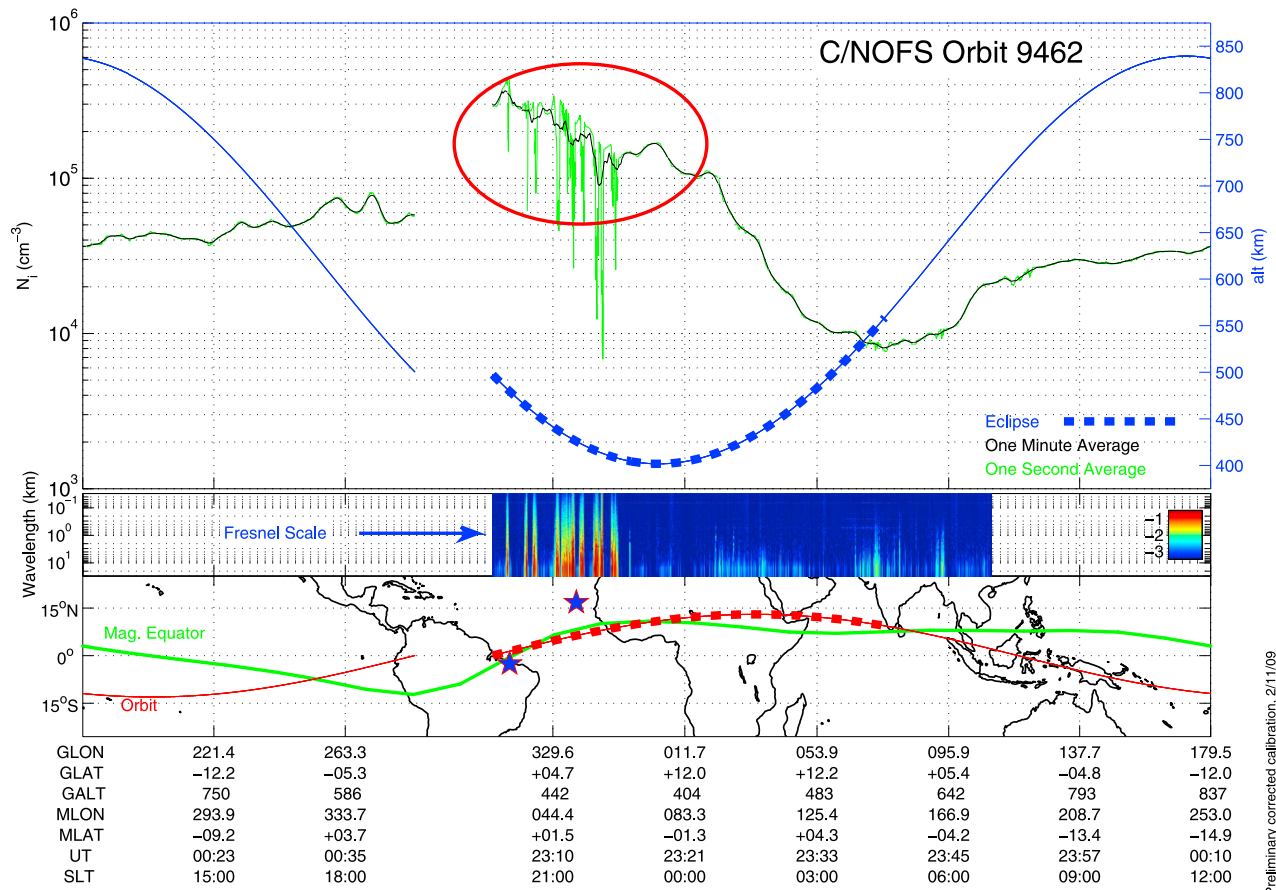 C/NOFS Orbit 9462
10^6
10^5
10^4
10^3
N_i (cm^−3)
850
800
750
700
650
600
550
500
450
400
alt (km)
Eclipse
One Minute Average
One Second Average
Wavelength (km)
10^−1
10^0
10^1
Fresnel Scale
−1
−2
−3
15°N
0°
15°S
Mag. Equator
Orbit
GLON 221.4 263.3 329.6 011.7 053.9 095.9 137.7 179.5
GLAT −12.2 −05.3 +04.7 +12.0 +12.2 +05.4 −04.8 −12.0
GALT 750 586 442 404 483 642 793 837
MLON 293.9 333.7 044.4 083.3 125.4 166.9 208.7 253.0
MLAT −09.2 +03.7 +01.5 −01.3 +04.3 −04.2 −13.4 −14.9
UT 00:23 00:35 23:10 23:21 23:33 23:45 23:57 00:10
SLT 15:00 18:00 21:00 00:00 03:00 06:00 09:00 12:00
Preliminary corrected calibration, 2/11/09